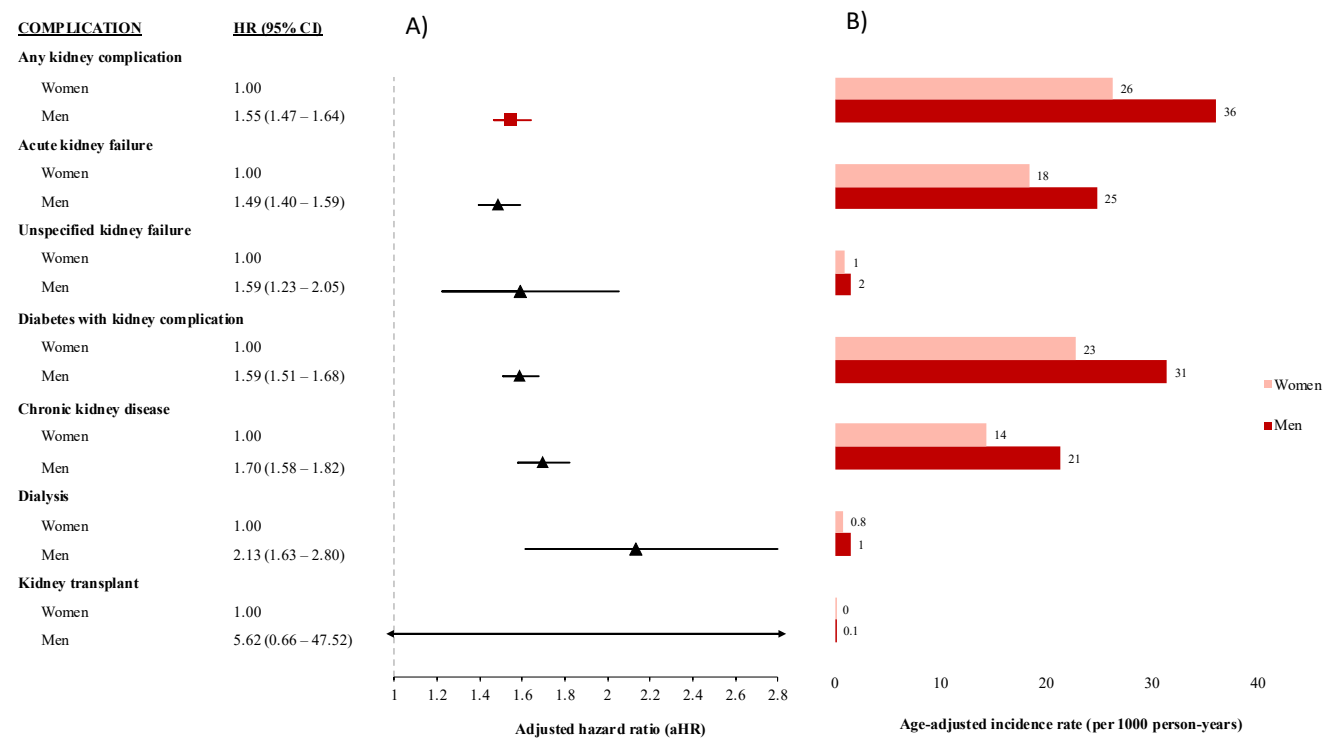 COMPLICATION HR (95% CI) A) B)
Any kidney complication
Women 1.00 26
Men 1.55 (1.47 – 1.64) 36
Acute kidney failure
Women 1.00 18
Men 1.49 (1.40 – 1.59) 25
Unspecified kidney failure
Women 1.00 1
Men 1.59 (1.23 – 2.05) 2
Diabetes with kidney complication
Women 1.00 23
Men 1.59 (1.51 – 1.68) 31
Women
Chronic kidney disease
Men
Women 1.00 14
Men 1.70 (1.58 – 1.82) 21
Dialysis
Women 1.00 0.8
Men 2.13 (1.63 – 2.80) 1
Kidney transplant
Women 1.00 0
Men 5.62 (0.66 – 47.52) 0.1
1 1.2 1.4 1.6 1.8 2 2.2 2.4 2.6 2.8 0 10 20 30 40
Adjusted hazard ratio (aHR) Age-adjusted incidence rate (per 1000 person-years)